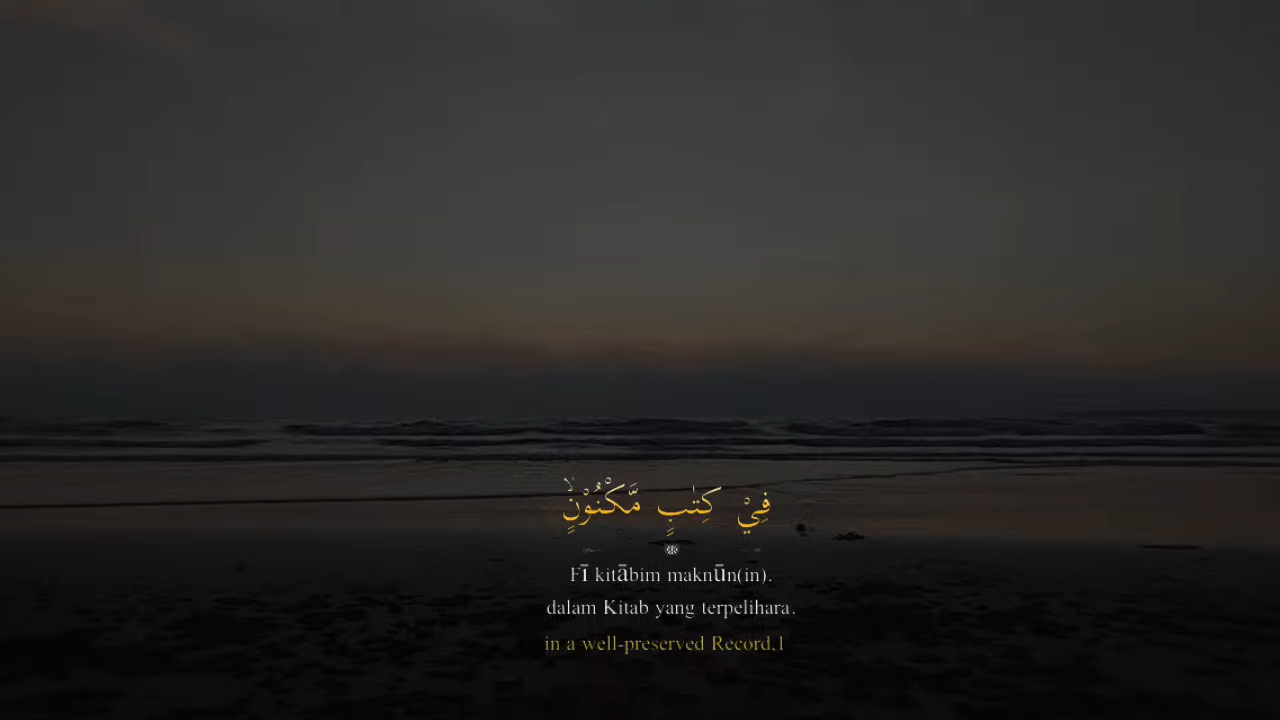 فِيْ كِتٰبٍ مَّكْنُوْنٍۙ
Fī kitābim maknūn(in).
dalam Kitab yang terpelihara.
in a well-preserved Record,1